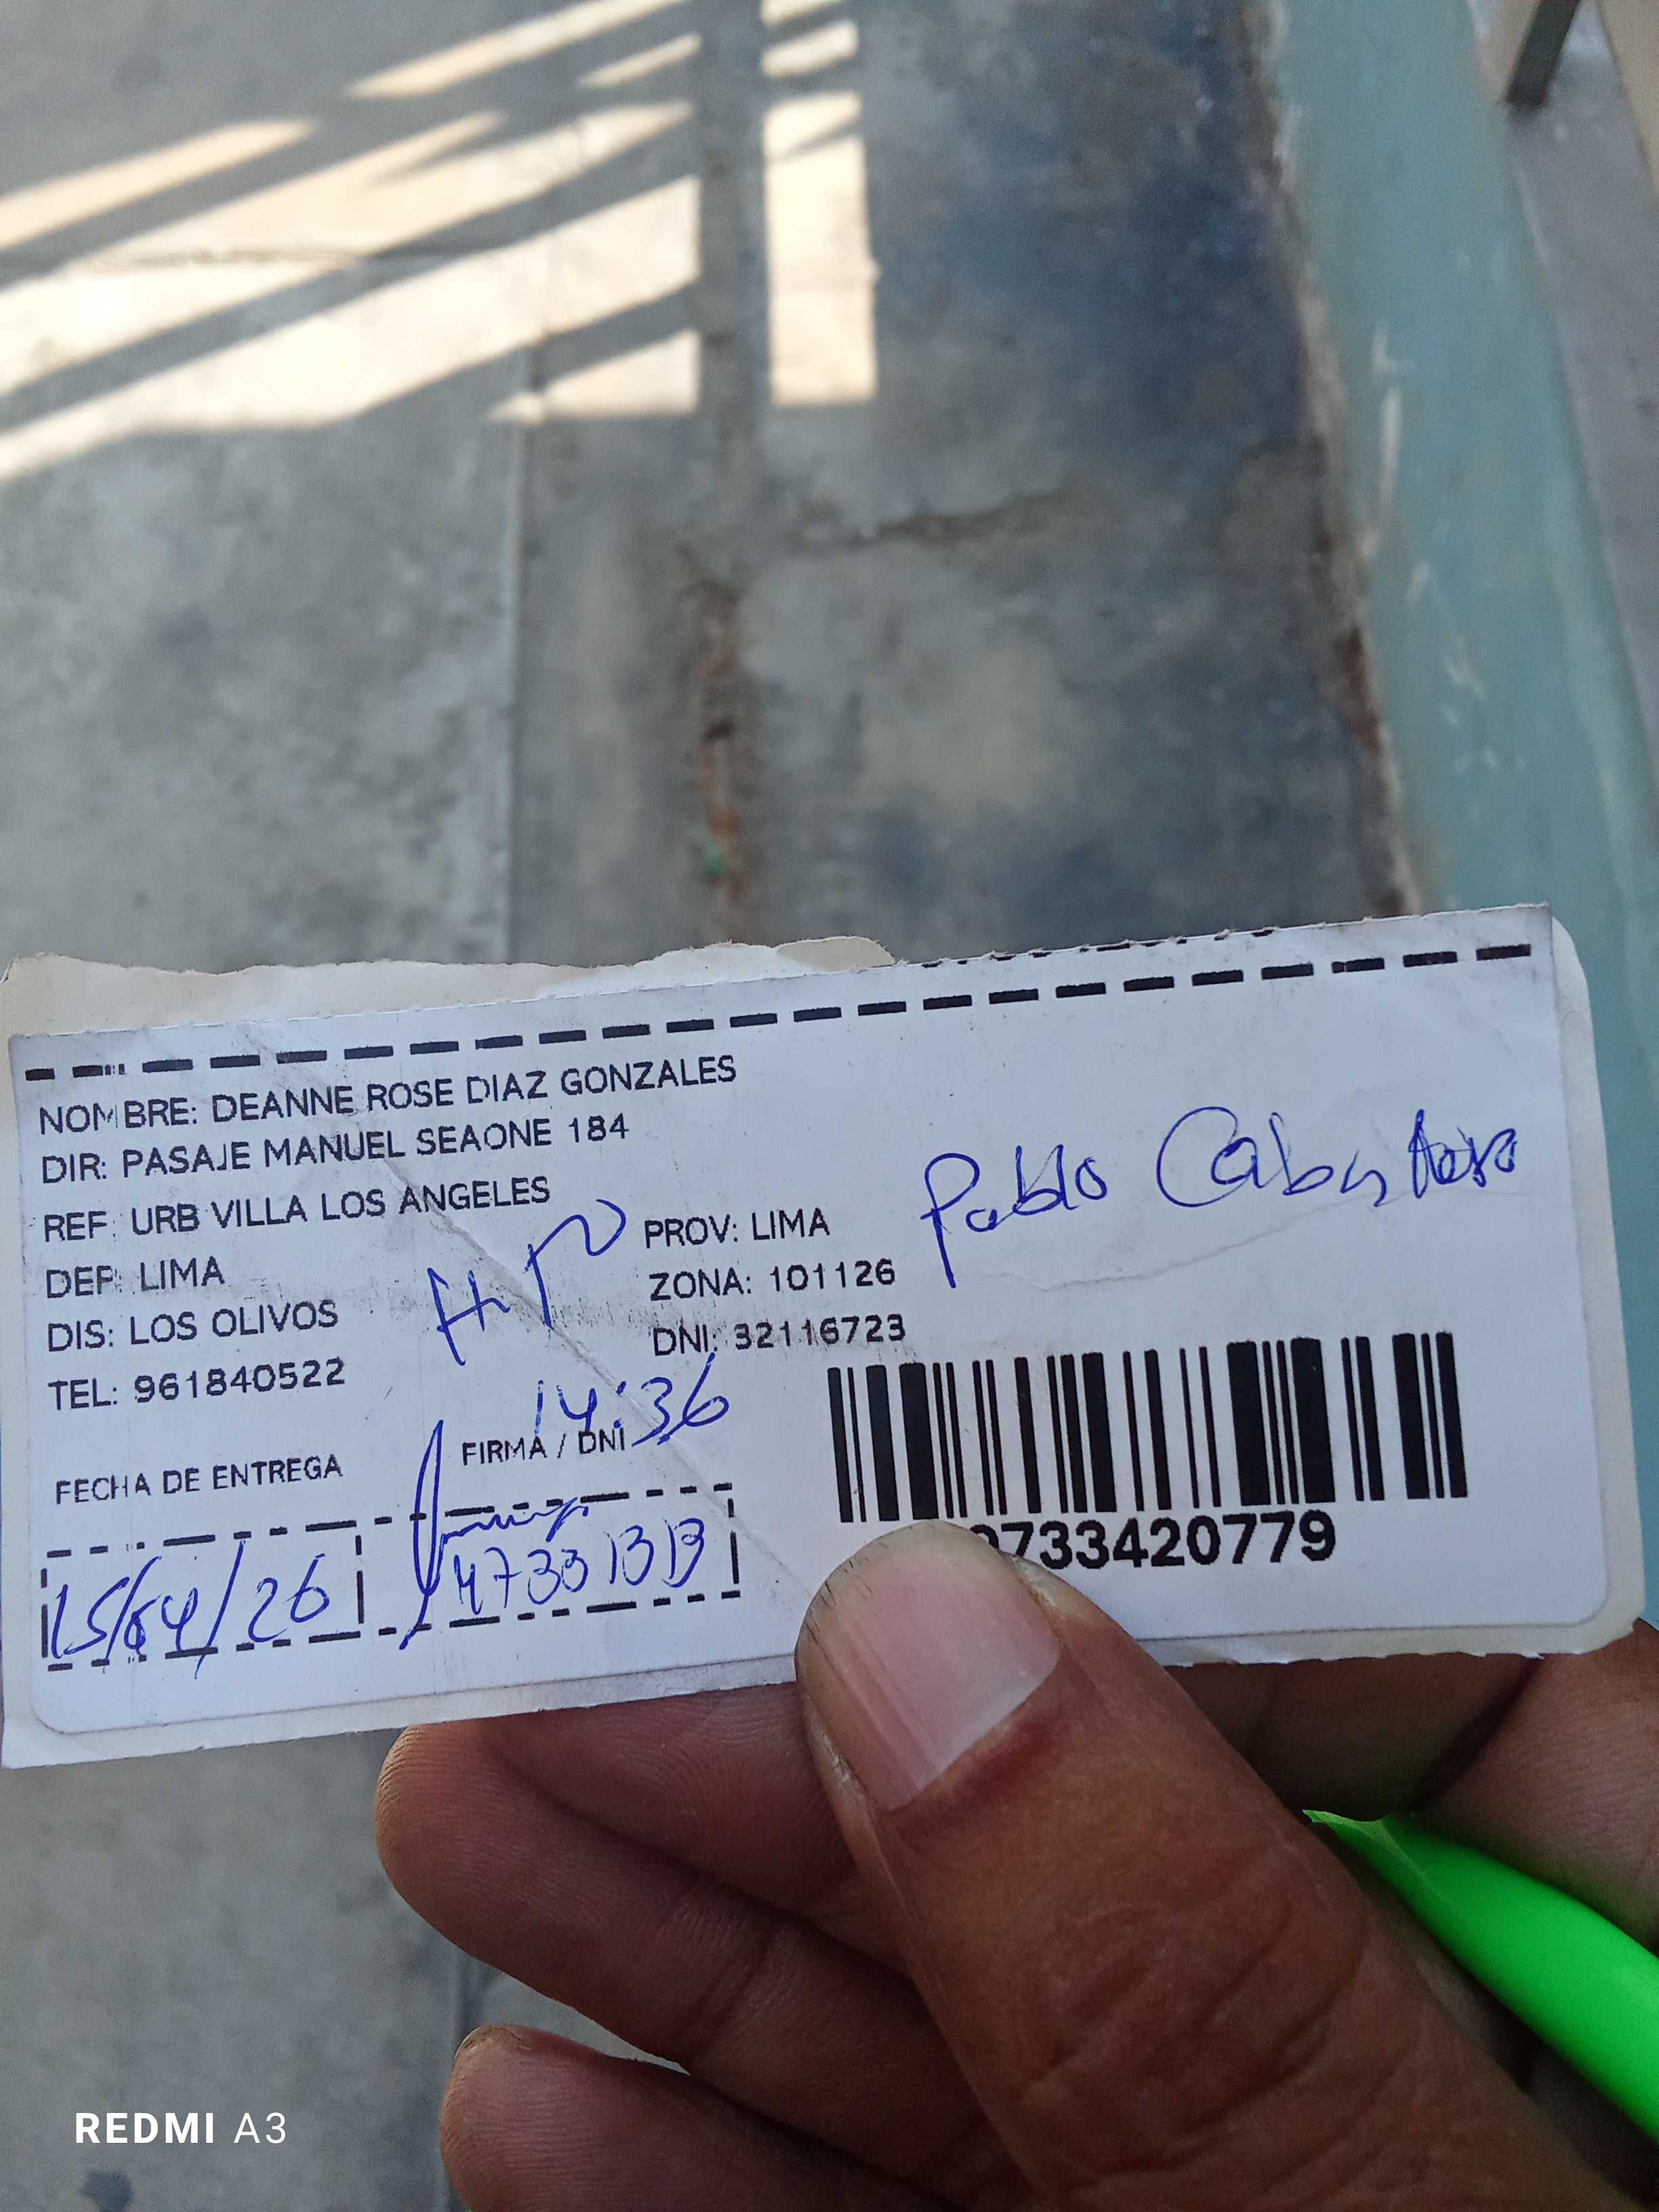 NOMBRE: DEANNE ROSE DIAZ GONZALES
DIR: PASAJE MANUEL SEAONE 184
REF: URB VILLA LOS ANGELES
DEP: LIMA
PROV: LIMA
DIS: LOS OLIVOS
ZONA: 101126
TEL: 961840522
DNI: 32116723
Pablo
14:36
FECHA DE ENTREGA
FIRMA / DNI
15/04/26
733420779
REDMI A3